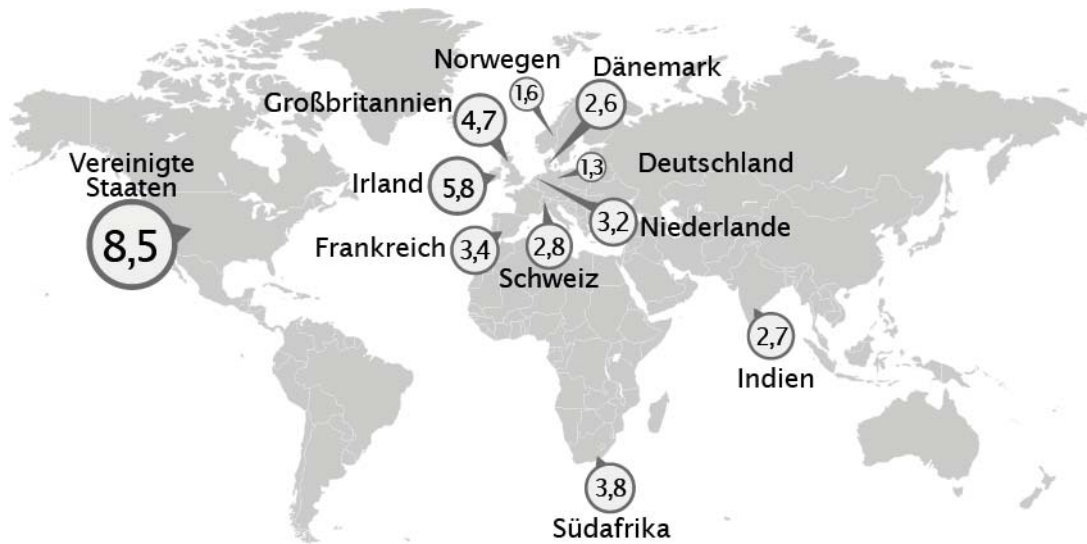 Norwegen
1,6
Dänemark
2,6
Großbritannien
4,7
Vereinigte
Staaten
8,5
Irland
5,8
1,3
Deutschland
Frankreich
3,4
2,8
Schweiz
3,2
Niederlande
2,7
Indien
3,8
Südafrika